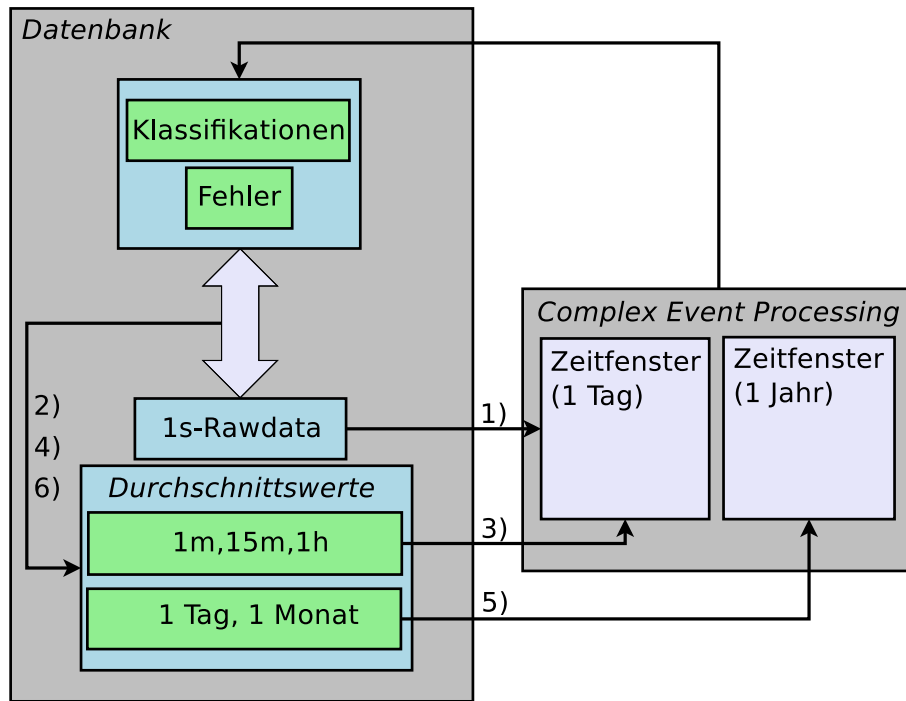 Datenbank
Klassifikationen
Fehler
Complex Event Processing
Zeitfenster
(1 Tag)
Zeitfenster
(1 Jahr)
2)
4)
6)
1s-Rawdata
1)
Durchschnittswerte
1m,15m,1h
3)
1 Tag, 1 Monat
5)